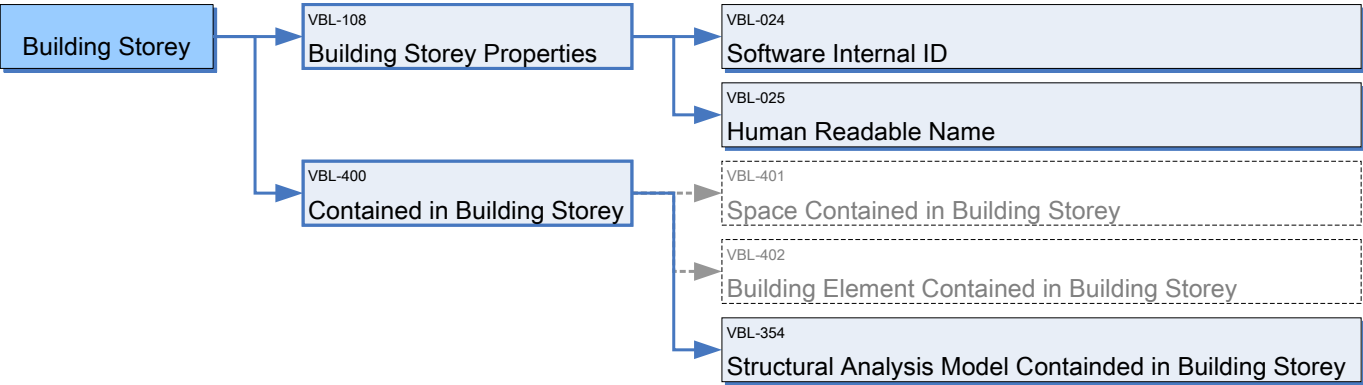 Building Storey
VBL-108
Building Storey Properties
VBL-024
Software Internal ID
VBL-025
Human Readable Name
VBL-400
Contained in Building Storey
VBL-401
Space Contained in Building Storey
VBL-402
Building Element Contained in Building Storey
VBL-354
Structural Analysis Model Containded in Building Storey